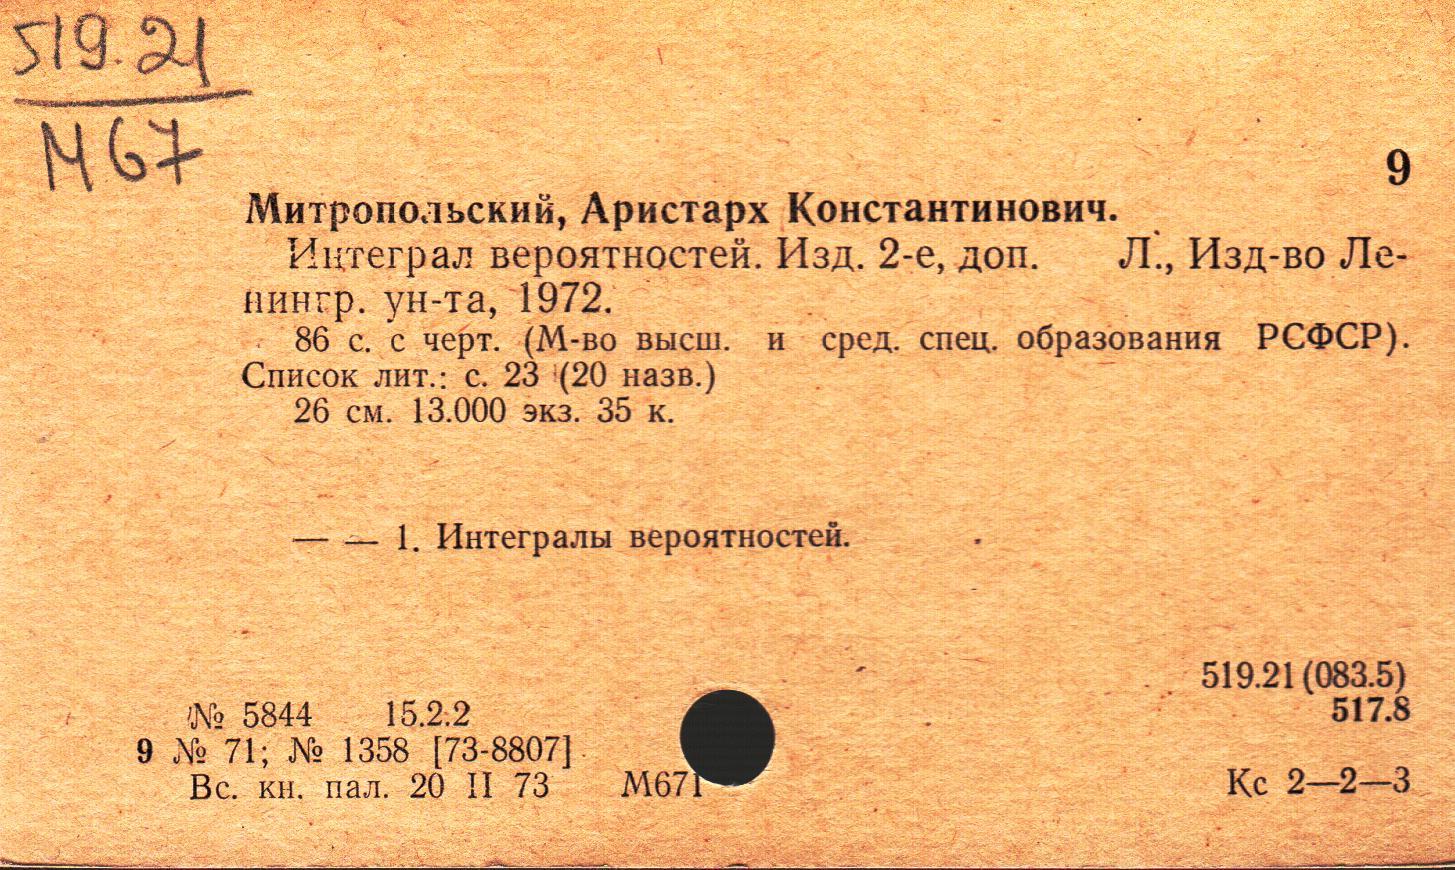 519.21
М67
9
Митропольский, Аристарх Константинович.
Интеграл вероятностей. Изд. 2-е, доп. Л., Изд-во Ле-
нингр. ун-та, 1972.
86 с. с черт. (М-во высш. и сред. спец. образования РСФСР).
Список лит.: с. 23 (20 назв.)
26 см. 13.000 экз. 35 к.
— — 1. Интегралы вероятностей.
519.21 (083.5)
517.8
№ 5844 15.2.2
9 № 71; № 1358 [73-8807]
Вс. кн. пал. 20 II 73 М671 Кс 2—2—3